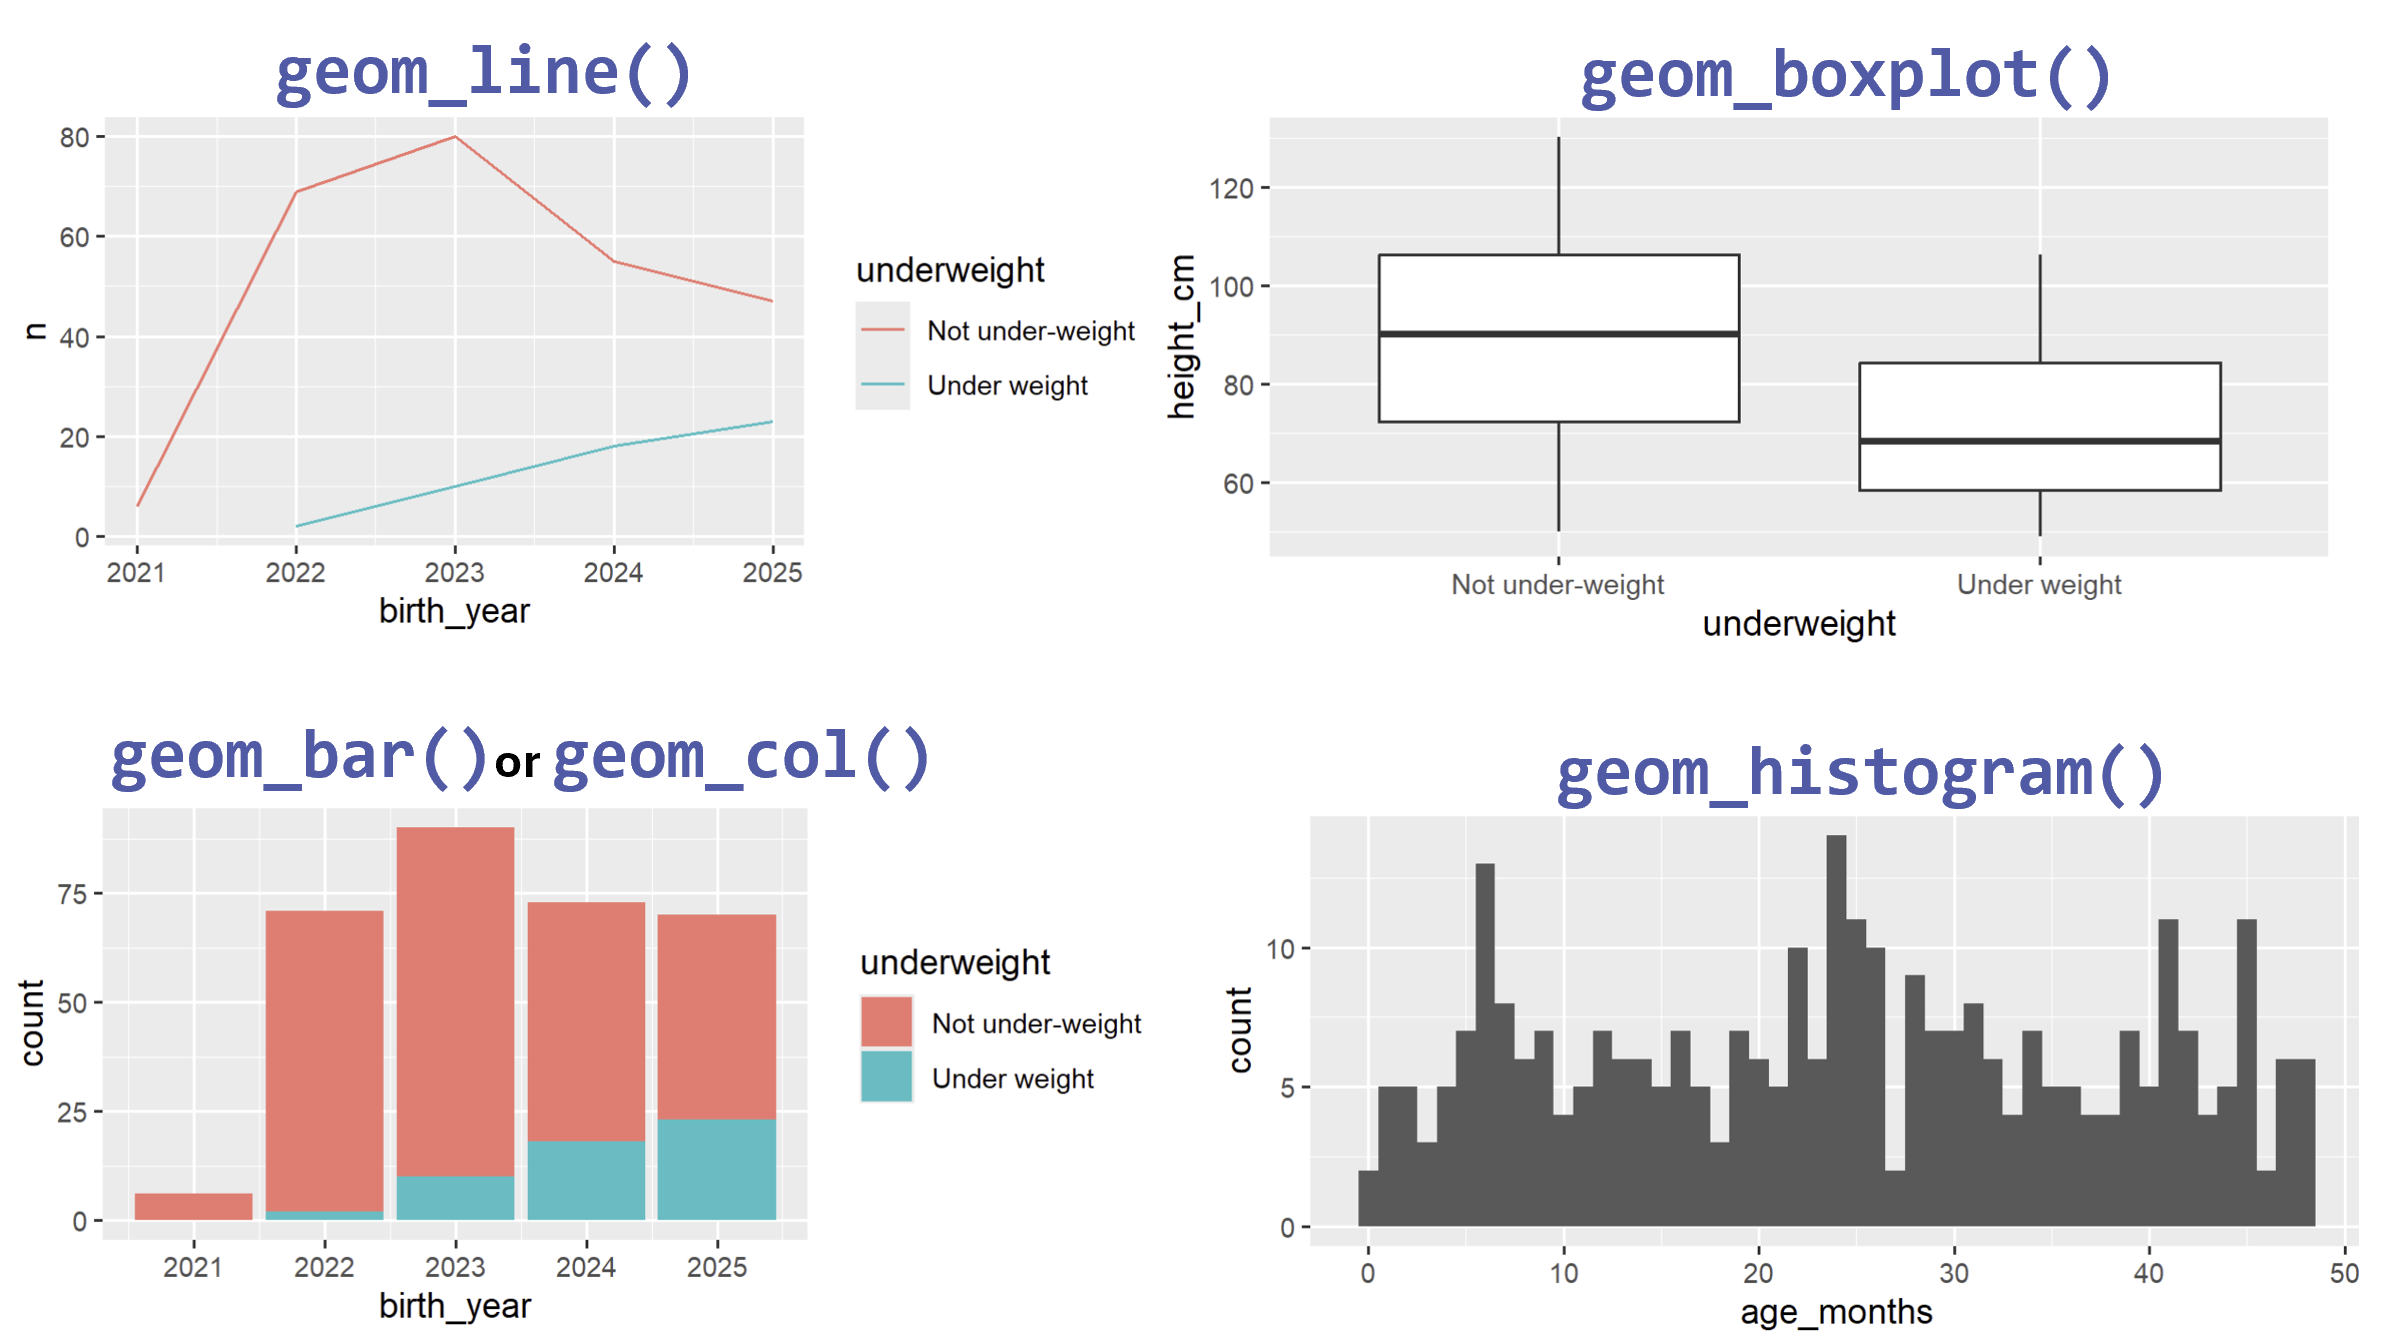 geom_line()
80
60
40
20
0
n
2021 2022 2023 2024 2025
birth_year
underweight
Not under-weight
Under weight
geom_boxplot()
120
100
80
60
height_cm
Not under-weight Under weight
underweight
geom_bar() or geom_col()
75
50
25
0
count
2021 2022 2023 2024 2025
birth_year
underweight
Not under-weight
Under weight
geom_histogram()
10
5
0
count
0 10 20 30 40 50
age_months